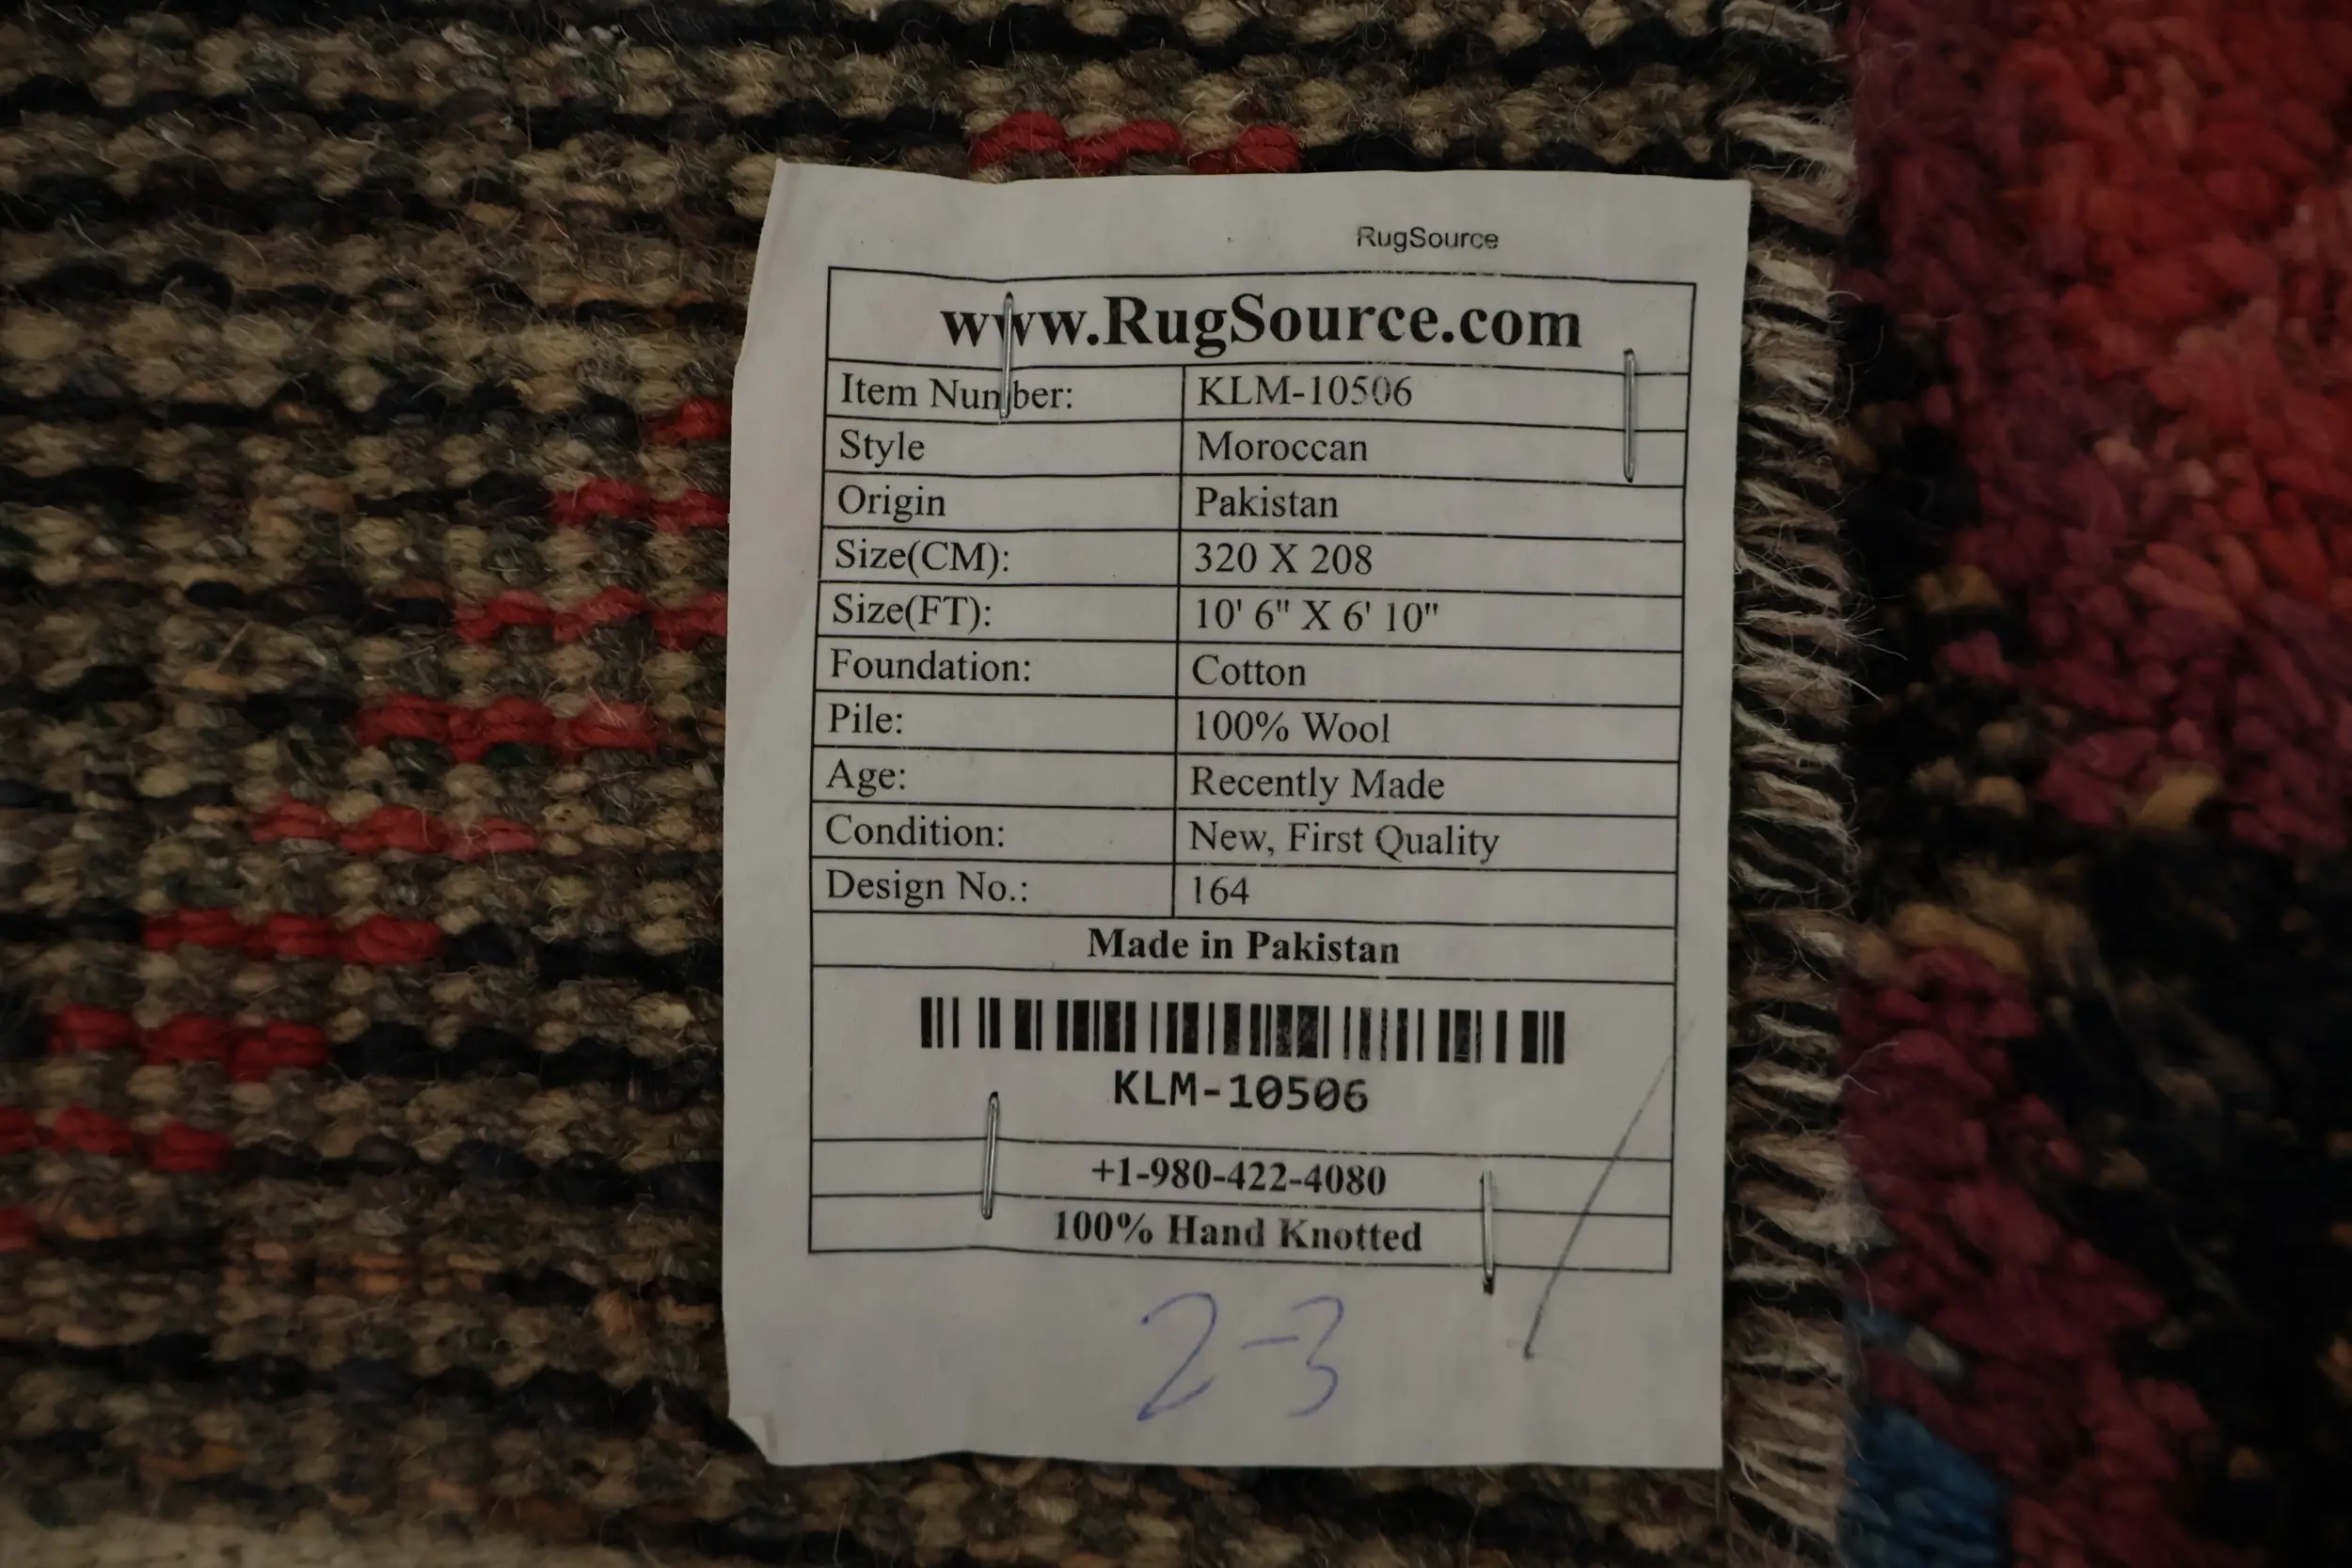 RugSource
www.RugSource.com
Item Number: KLM-10506
Style Moroccan
Origin Pakistan
Size(CM): 320 X 208
Size(FT): 10' 6" X 6' 10"
Foundation: Cotton
Pile: 100% Wool
Age: Recently Made
Condition: New, First Quality
Design No.: 164
Made in Pakistan
KLM-10506
+1-980-422-4080
100% Hand Knotted
2-3